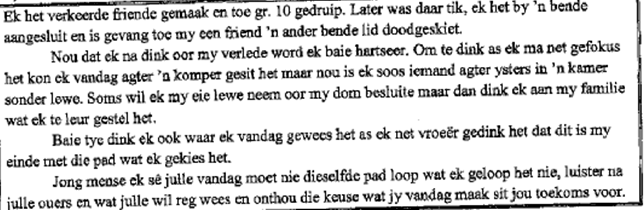 Ek het verkeerde friende gemaak en toe gr. 10 gedruip. Later was daar tik, ek het by 'n bende
aangesluit en is gevang toe my een friend 'n ander bende lid doodgeskiet.
Nou dat ek na dink oor my verlede word ek baie hartseer. Om te dink as ek ma net gefokus
het kon ek vandag agter 'n komper gesit het maar nou is ek soos iemand agter ysters in 'n kamer
sonder lewe. Soms wil ek my eie lewe neem oor my dom besluite maar dan dink ek aan my familie
wat ek te leur gestel het.
Baie tye dink ek ook waar ek vandag gewees het as ek net vroeër gedink het dat dit is my
einde met die pad wat ek gekies het.
Jong mense ek sê julle vandag moet nie dieselfde pad loop wat ek geloop het nie, luister na
julle ouers en wat julle wil reg wees en onthou die keuse wat jy vandag maak sit jou toekoms voor.